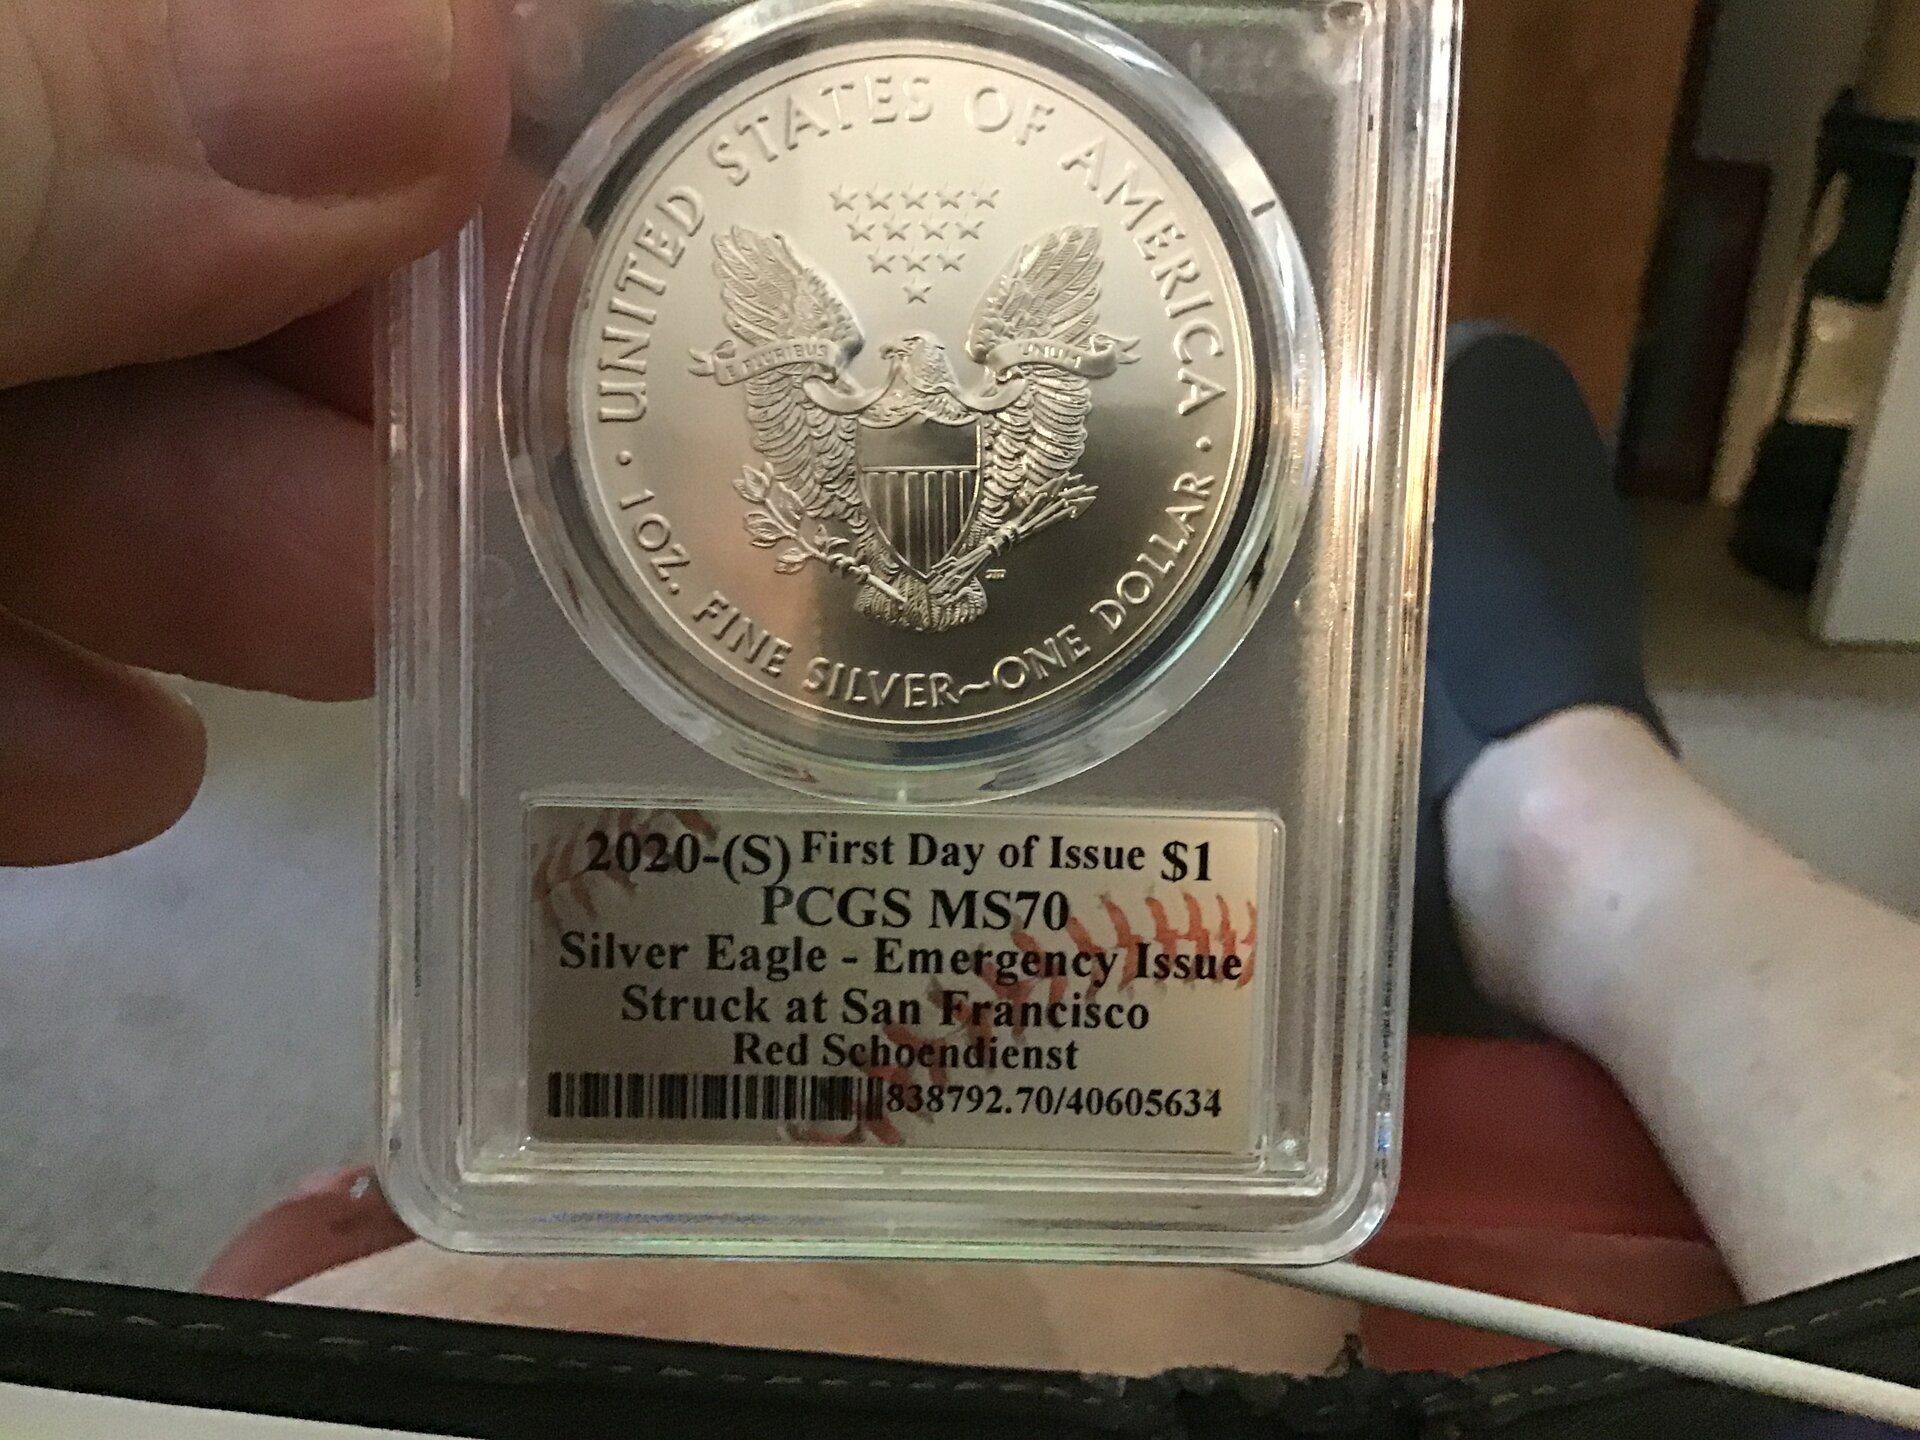 UNITED STATES OF AMERICA
E PLURIBUS UNUM
1 OZ. FINE SILVER~ONE DOLLAR
2020-(S) First Day of Issue $1
PCGS MS70
Silver Eagle - Emergency Issue
Struck at San Francisco
Red Schoendienst
838792.70/40605634